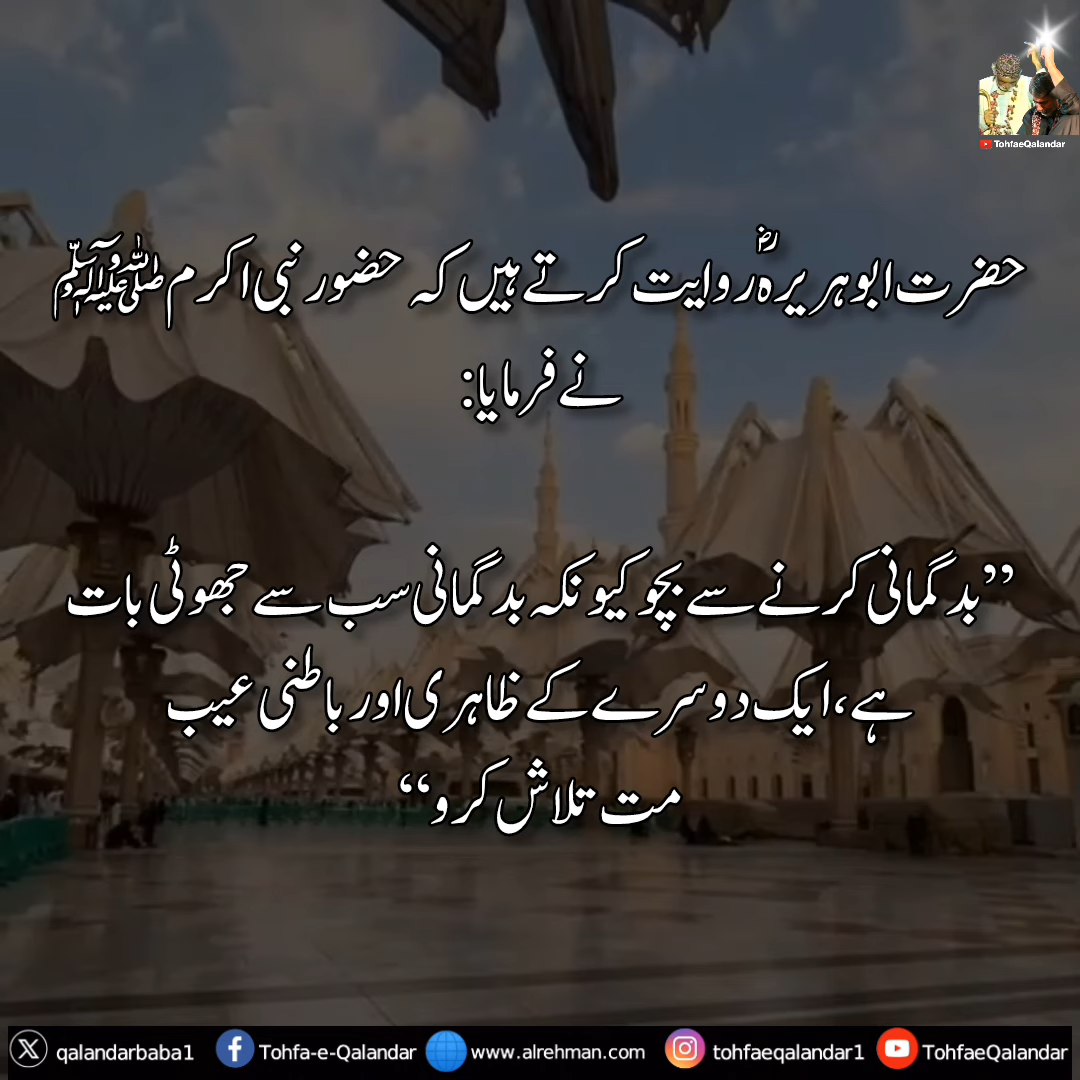 TohfaeQalandar
حضرت ابوہریرہؓ روایت کرتے ہیں کہ حضور نبی اکرم ﷺ
نے فرمایا:
”بدگمانی کرنے سے بچو کیونکہ بدگمانی سب سے جھوٹی بات
ہے، ایک دوسرے کے ظاہری اور باطنی عیب
مت تلاش کرو“
qalandarbaba1 Tohfa-e-Qalandar www.alrehman.com tohfaeqalandar1 TohfaeQalandar